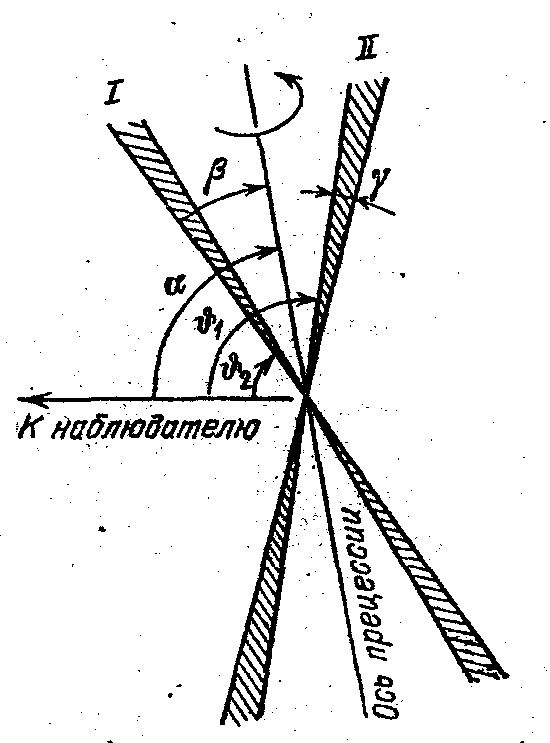 I
II
β
γ
α
ϑ1
ϑ2
К наблюдателю
Ось прецессии